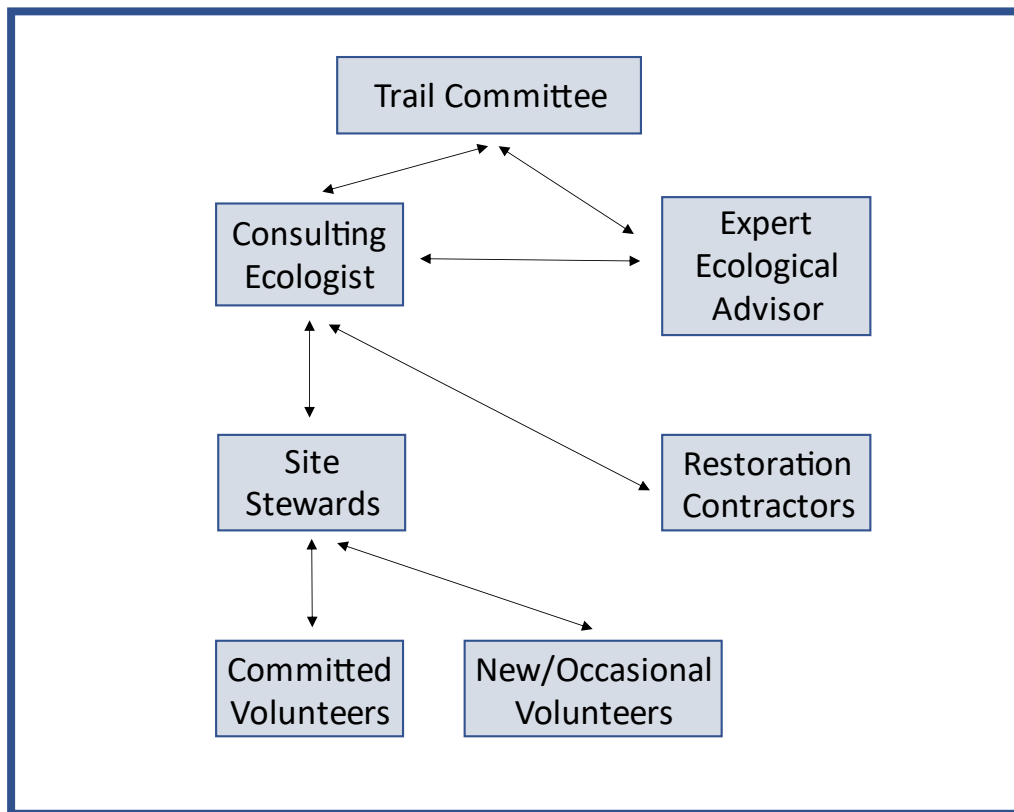 Trail Committee
Consulting
Ecologist
Expert
Ecological
Advisor
Site
Stewards
Restoration
Contractors
Committed
Volunteers
New/Occasional
Volunteers